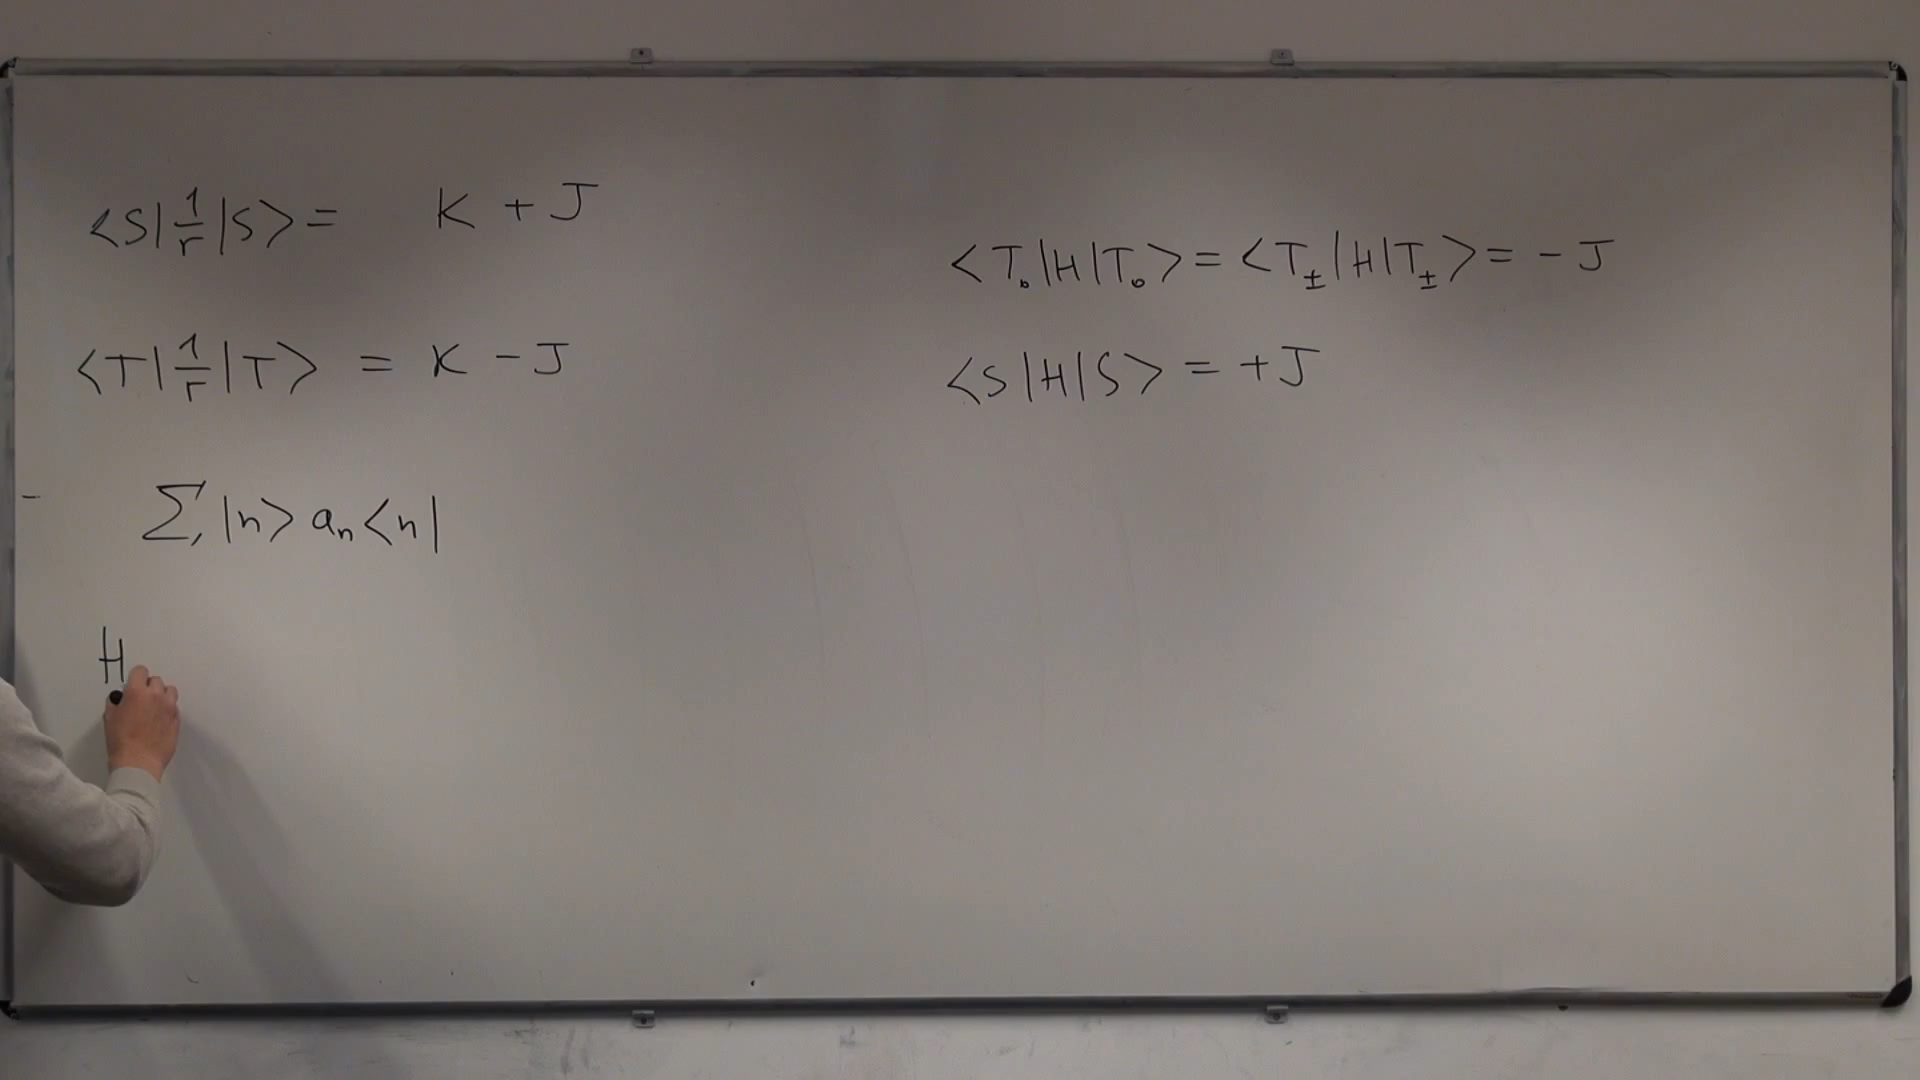 ⟨S|1/r|S⟩ = K + J
⟨T|1/r|T⟩ = K - J
∑ |n⟩ aₙ ⟨n|
H
⟨T₀|H|T₀⟩ = ⟨T±|H|T±⟩ = - J
⟨S|H|S⟩ = + J